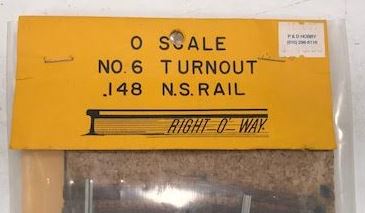 O SCALE
NO. 6 TURNOUT
.148 N.S. RAIL
RIGHT O' WAY
P & D HOBBY